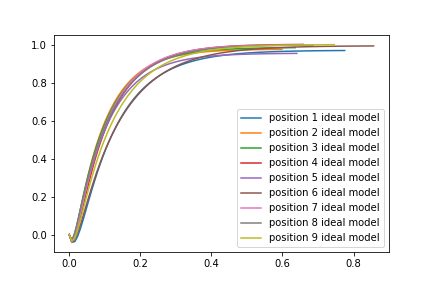 1.0
0.8
0.6
0.4
0.2
0.0
position 1 ideal model
position 2 ideal model
position 3 ideal model
position 4 ideal model
position 5 ideal model
position 6 ideal model
position 7 ideal model
position 8 ideal model
position 9 ideal model
0.0 0.2 0.4 0.6 0.8